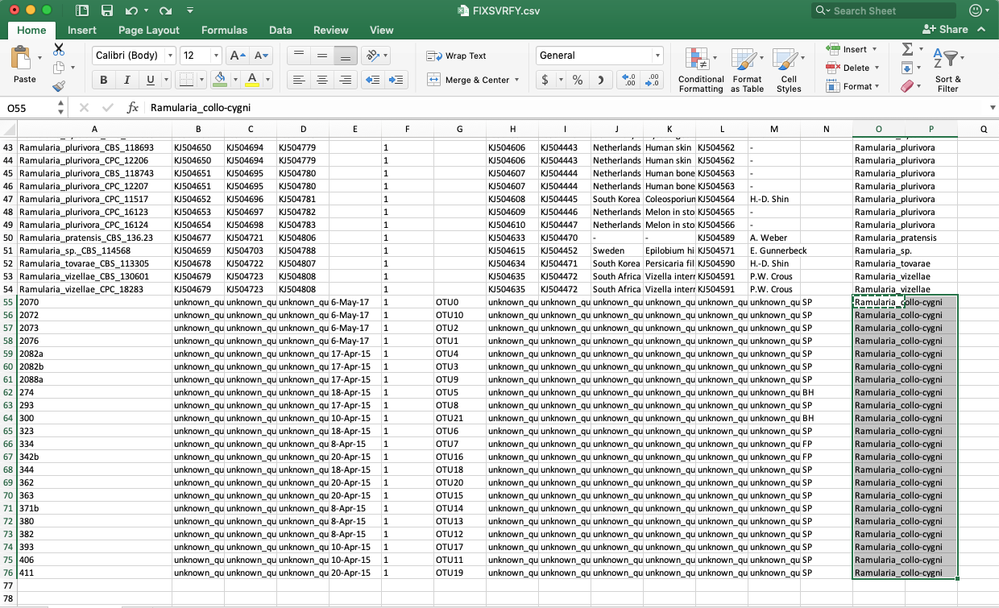 FIXSVRFY.csv
Search Sheet
Home Insert Page Layout Formulas Data Review View Share
Paste
Calibri (Body) 12 A A
B I U A
Wrap Text
Merge & Center
General
$ % .0 .00 .00 .0
Conditional Formatting
Format as Table
Cell Styles
Insert
Delete
Format
Sort & Filter
O55 fx Ramularia_collo-cygni
A B C D E F G H I J K L M N O P Q
43 Ramularia_plurivora_CBS_118693 KJ504650 KJ504694 KJ504779 1 KJ504606 KJ504443 Netherlands Human skin KJ504562 - Ramularia_plurivora
44 Ramularia_plurivora_CPC_12206 KJ504650 KJ504694 KJ504779 1 KJ504606 KJ504443 Netherlands Human skin KJ504562 - Ramularia_plurivora
45 Ramularia_plurivora_CBS_118743 KJ504651 KJ504695 KJ504780 1 KJ504607 KJ504444 Netherlands Human bone KJ504563 - Ramularia_plurivora
46 Ramularia_plurivora_CPC_12207 KJ504651 KJ504695 KJ504780 1 KJ504607 KJ504444 Netherlands Human bone KJ504563 - Ramularia_plurivora
47 Ramularia_plurivora_CPC_11517 KJ504652 KJ504696 KJ504781 1 KJ504608 KJ504445 South Korea Coleosporiun KJ504564 H.-D. Shin Ramularia_plurivora
48 Ramularia_plurivora_CPC_16123 KJ504653 KJ504697 KJ504782 1 KJ504609 KJ504446 Netherlands Melon in sto KJ504565 - Ramularia_plurivora
49 Ramularia_plurivora_CPC_16124 KJ504654 KJ504698 KJ504783 1 KJ504610 KJ504447 Netherlands Melon in sto KJ504566 - Ramularia_plurivora
50 Ramularia_pratensis_CBS_136.23 KJ504677 KJ504721 KJ504806 1 KJ504633 KJ504470 - - KJ504589 A. Weber Ramularia_pratensis
51 Ramularia_sp._CBS_114568 KJ504659 KJ504703 KJ504788 1 KJ504615 KJ504452 Sweden Epilobium hi KJ504571 E. Gunnerbeck Ramularia_sp.
52 Ramularia_tovarae_CBS_113305 KJ504678 KJ504722 KJ504807 1 KJ504634 KJ504471 South Korea Persicaria fil KJ504590 H.-D. Shin Ramularia_tovarae
53 Ramularia_vizellae_CBS_130601 KJ504679 KJ504723 KJ504808 1 KJ504635 KJ504472 South Africa Vizella interr KJ504591 P.W. Crous Ramularia_vizellae
54 Ramularia_vizellae_CPC_18283 KJ504679 KJ504723 KJ504808 1 KJ504635 KJ504472 South Africa Vizella interr KJ504591 P.W. Crous Ramularia_vizellae
55 2070 unknown_qu unknown_qu unknown_qu 6-May-17 1 OTU0 unknown_qu unknown_qu unknown_qu unknown_qu unknown_qu unknown_qu SP Ramularia_collo-cygni
56 2072 unknown_qu unknown_qu unknown_qu 6-May-17 1 OTU10 unknown_qu unknown_qu unknown_qu unknown_qu unknown_qu unknown_qu SP Ramularia_collo-cygni
57 2073 unknown_qu unknown_qu unknown_qu 6-May-17 1 OTU2 unknown_qu unknown_qu unknown_qu unknown_qu unknown_qu unknown_qu SP Ramularia_collo-cygni
58 2076 unknown_qu unknown_qu unknown_qu 6-May-17 1 OTU1 unknown_qu unknown_qu unknown_qu unknown_qu unknown_qu unknown_qu SP Ramularia_collo-cygni
59 2082a unknown_qu unknown_qu unknown_qu 17-Apr-15 1 OTU4 unknown_qu unknown_qu unknown_qu unknown_qu unknown_qu unknown_qu SP Ramularia_collo-cygni
60 2082b unknown_qu unknown_qu unknown_qu 17-Apr-15 1 OTU3 unknown_qu unknown_qu unknown_qu unknown_qu unknown_qu unknown_qu SP Ramularia_collo-cygni
61 2088a unknown_qu unknown_qu unknown_qu 17-Apr-15 1 OTU9 unknown_qu unknown_qu unknown_qu unknown_qu unknown_qu unknown_qu SP Ramularia_collo-cygni
62 274 unknown_qu unknown_qu unknown_qu 18-Apr-15 1 OTU5 unknown_qu unknown_qu unknown_qu unknown_qu unknown_qu unknown_qu BH Ramularia_collo-cygni
63 293 unknown_qu unknown_qu unknown_qu 17-Apr-15 1 OTU8 unknown_qu unknown_qu unknown_qu unknown_qu unknown_qu unknown_qu SP Ramularia_collo-cygni
64 300 unknown_qu unknown_qu unknown_qu 10-Apr-15 1 OTU21 unknown_qu unknown_qu unknown_qu unknown_qu unknown_qu unknown_qu BH Ramularia_collo-cygni
65 323 unknown_qu unknown_qu unknown_qu 18-Apr-15 1 OTU6 unknown_qu unknown_qu unknown_qu unknown_qu unknown_qu unknown_qu SP Ramularia_collo-cygni
66 334 unknown_qu unknown_qu unknown_qu 8-Apr-15 1 OTU7 unknown_qu unknown_qu unknown_qu unknown_qu unknown_qu unknown_qu FP Ramularia_collo-cygni
67 342b unknown_qu unknown_qu unknown_qu 20-Apr-15 1 OTU16 unknown_qu unknown_qu unknown_qu unknown_qu unknown_qu unknown_qu FP Ramularia_collo-cygni
68 344 unknown_qu unknown_qu unknown_qu 18-Apr-15 1 OTU18 unknown_qu unknown_qu unknown_qu unknown_qu unknown_qu unknown_qu SP Ramularia_collo-cygni
69 362 unknown_qu unknown_qu unknown_qu 20-Apr-15 1 OTU20 unknown_qu unknown_qu unknown_qu unknown_qu unknown_qu unknown_qu SP Ramularia_collo-cygni
70 363 unknown_qu unknown_qu unknown_qu 20-Apr-15 1 OTU15 unknown_qu unknown_qu unknown_qu unknown_qu unknown_qu unknown_qu SP Ramularia_collo-cygni
71 371b unknown_qu unknown_qu unknown_qu 8-Apr-15 1 OTU14 unknown_qu unknown_qu unknown_qu unknown_qu unknown_qu unknown_qu SP Ramularia_collo-cygni
72 380 unknown_qu unknown_qu unknown_qu 8-Apr-15 1 OTU13 unknown_qu unknown_qu unknown_qu unknown_qu unknown_qu unknown_qu SP Ramularia_collo-cygni
73 382 unknown_qu unknown_qu unknown_qu 8-Apr-15 1 OTU12 unknown_qu unknown_qu unknown_qu unknown_qu unknown_qu unknown_qu SP Ramularia_collo-cygni
74 393 unknown_qu unknown_qu unknown_qu 10-Apr-15 1 OTU17 unknown_qu unknown_qu unknown_qu unknown_qu unknown_qu unknown_qu SP Ramularia_collo-cygni
75 406 unknown_qu unknown_qu unknown_qu 10-Apr-15 1 OTU11 unknown_qu unknown_qu unknown_qu unknown_qu unknown_qu unknown_qu SP Ramularia_collo-cygni
76 411 unknown_qu unknown_qu unknown_qu 20-Apr-15 1 OTU19 unknown_qu unknown_qu unknown_qu unknown_qu unknown_qu unknown_qu SP Ramularia_collo-cygni
77
78